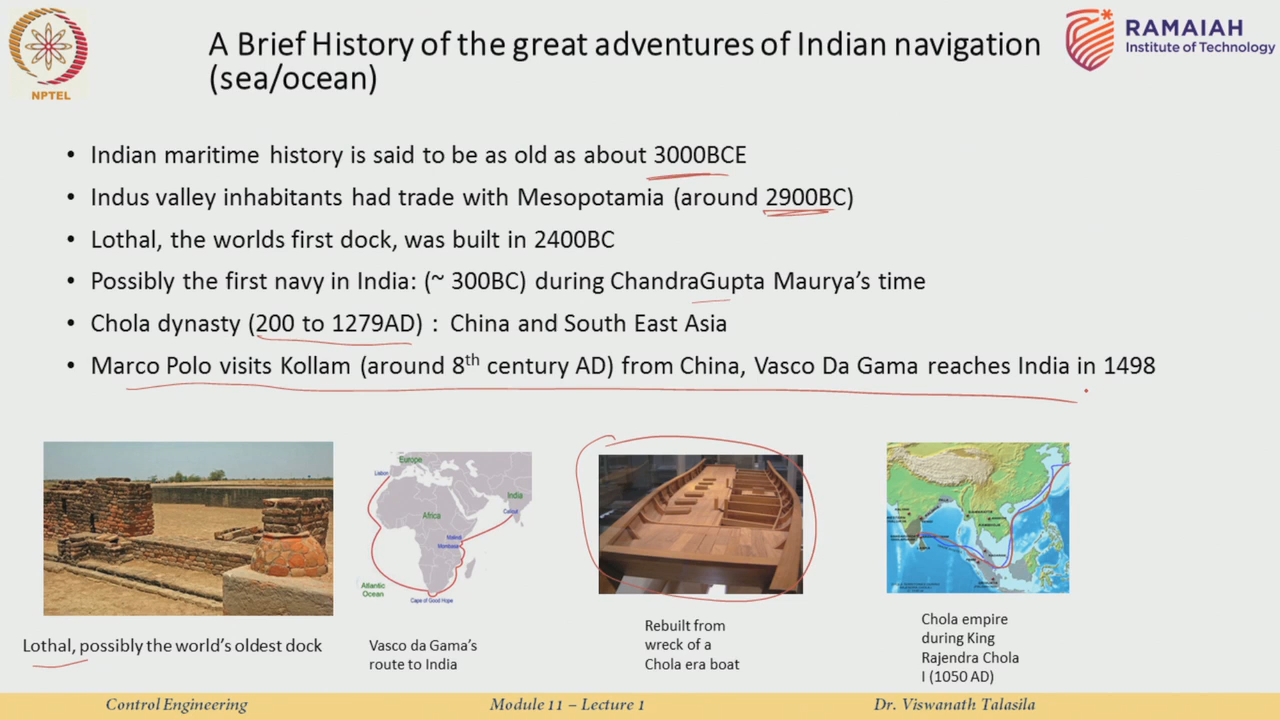 NPTEL
A Brief History of the great adventures of Indian navigation
(sea/ocean)
RAMAIAH
Institute of Technology
• Indian maritime history is said to be as old as about 3000BCE
• Indus valley inhabitants had trade with Mesopotamia (around 2900BC)
• Lothal, the worlds first dock, was built in 2400BC
• Possibly the first navy in India: (~ 300BC) during ChandraGupta Maurya's time
• Chola dynasty (200 to 1279AD) : China and South East Asia
• Marco Polo visits Kollam (around 8th century AD) from China, Vasco Da Gama reaches India in 1498
Europe
Lisbon
India
Calicut
Africa
Malindi
Mombasa
Atlantic
Ocean
Cape of Good Hope
Lothal, possibly the world's oldest dock
Vasco da Gama's
route to India
Rebuilt from
wreck of a
Chola era boat
Chola empire
during King
Rajendra Chola
I (1050 AD)
Control Engineering
Module 11 – Lecture 1
Dr. Viswanath Talasila